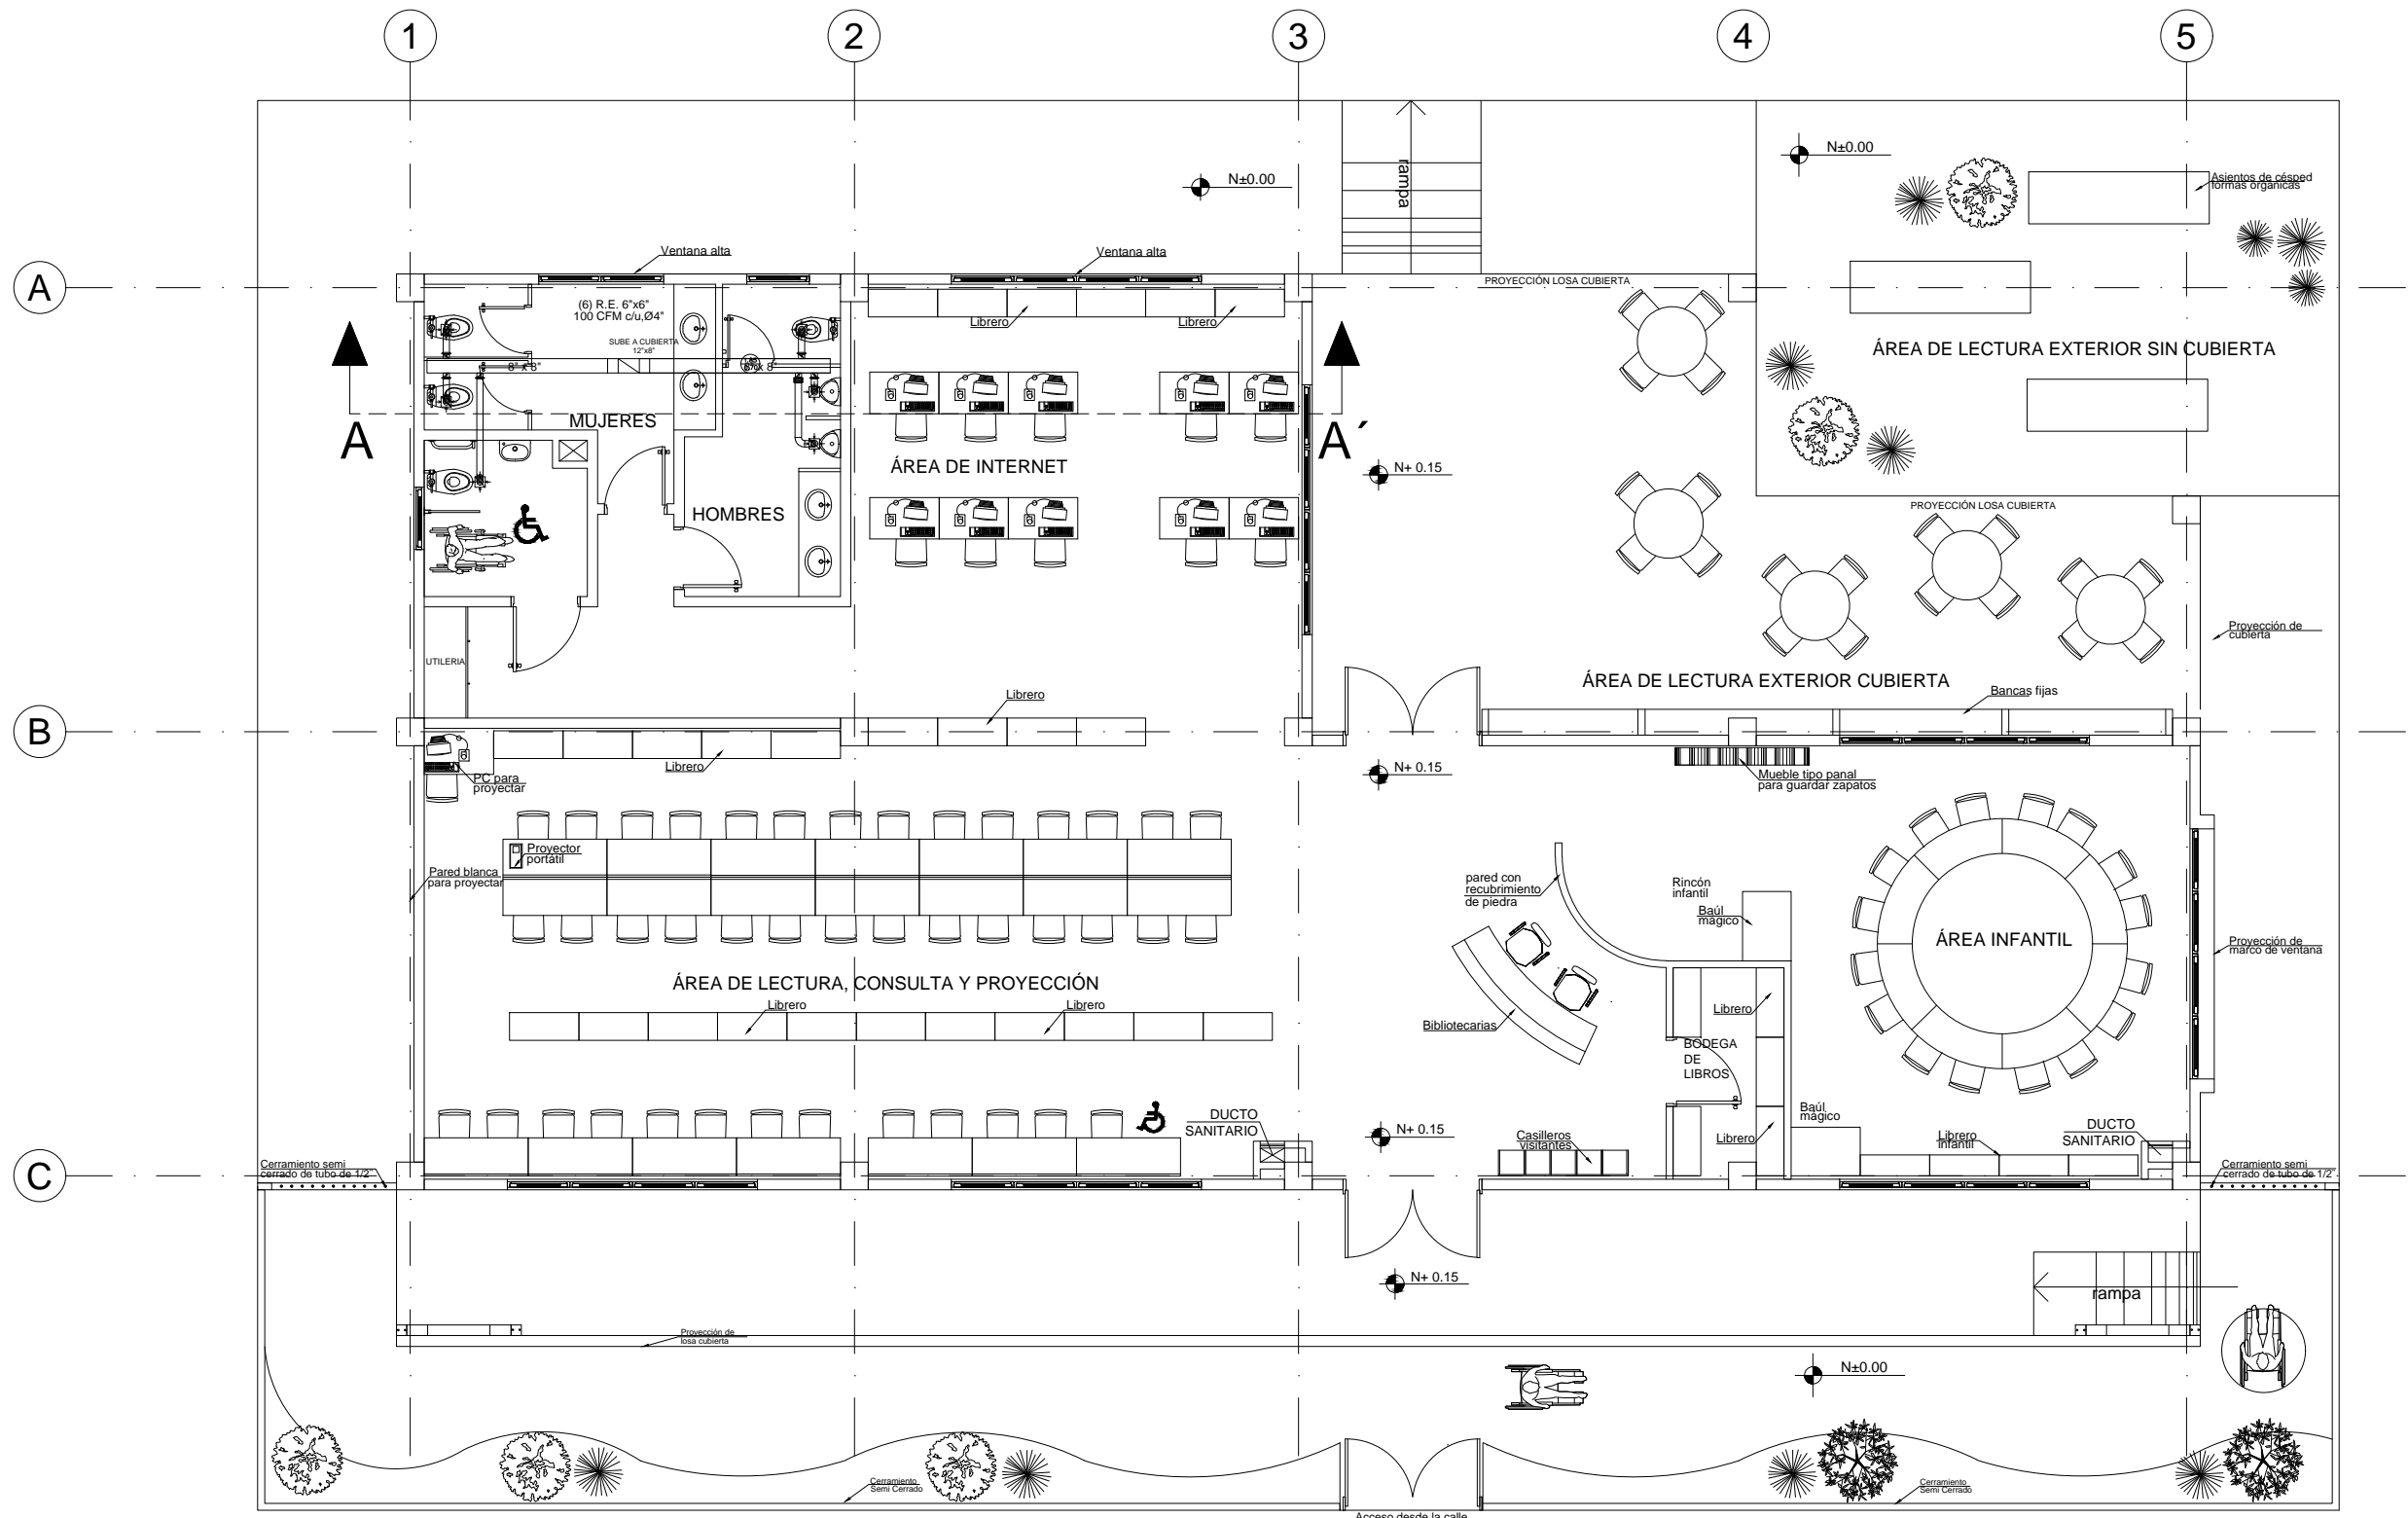 1
2
3
4
5
N±0.00
rampa
N±0.00
Asientos de césped
formas orgánicas
Ventana alta
Ventana alta
A
PROYECCIÓN LOSA CUBIERTA
(6) R.E. 6"x6"
100 CFM c/u,Ø4"
Librero
Librero
SUBE A CUBIERTA
12"x8"
8" x 8"
8" x 8"
ÁREA DE LECTURA EXTERIOR SIN CUBIERTA
MUJERES
A
A´
ÁREA DE INTERNET
N+ 0.15
HOMBRES
PROYECCIÓN LOSA CUBIERTA
Proyección de
cubierta
UTILERIA
ÁREA DE LECTURA EXTERIOR CUBIERTA
Librero
Bancas fijas
B
Librero
PC para
proyectar
N+ 0.15
Mueble tipo panal
para guardar zapatos
Proyector
portátil
Pared blanca
para proyectar
pared con
recubrimiento
de piedra
Rincón
infantil
Baúl
mágico
ÁREA INFANTIL
Proyección de
marco de ventana
ÁREA DE LECTURA, CONSULTA Y PROYECCIÓN
Librero
Librero
Librero
Bibliotecarias
BODEGA
DE
LIBROS
Baúl
mágico
DUCTO
SANITARIO
N+ 0.15
Casilleros
visitantes
Librero
Librero
infantil
DUCTO
SANITARIO
C
Cerramiento semi
cerrado de tubo de 1/2"
Cerramiento semi
cerrado de tubo de 1/2"
N+ 0.15
rampa
Proyección de
losa cubierta
N±0.00
Cerramiento
Semi Cerrado
Cerramiento
Semi Cerrado
Acceso desde la calle